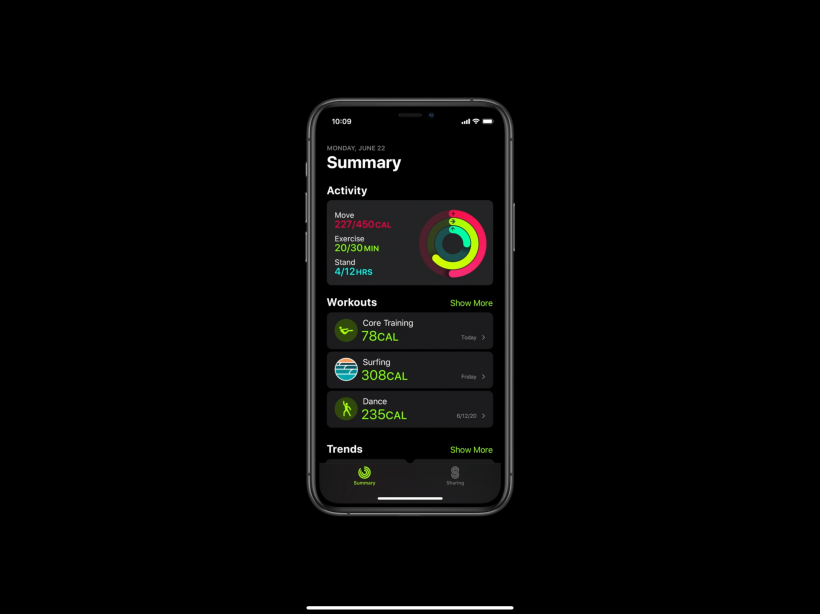 10:09
MONDAY, JUNE 22
Summary
Activity
Move
227/450CAL
Exercise
20/30MIN
Stand
4/12HRS
Workouts Show More
Core Training
78CAL Today
Surfing
308CAL Friday
Dance
235CAL 6/12/20
Trends Show More
Summary Sharing